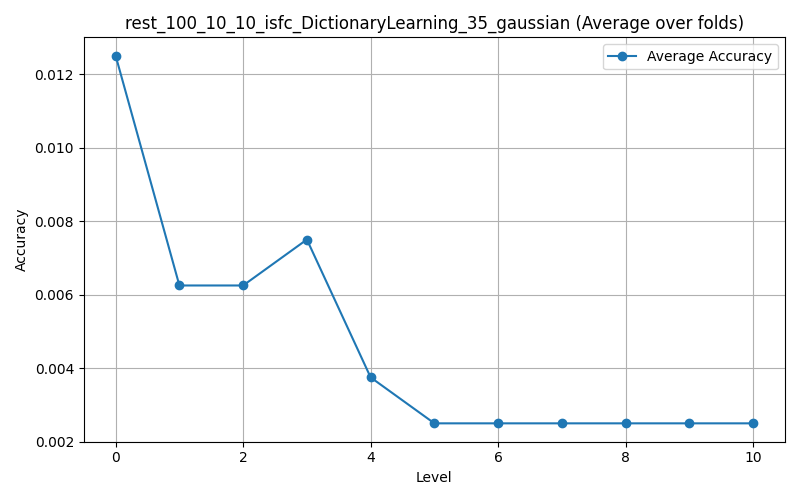 rest_100_10_10_isfc_DictionaryLearning_35_gaussian (Average over folds)
Average Accuracy
0.012
0.010
0.008
0.006
0.004
0.002
Accuracy
0 2 4 6 8 10
Level